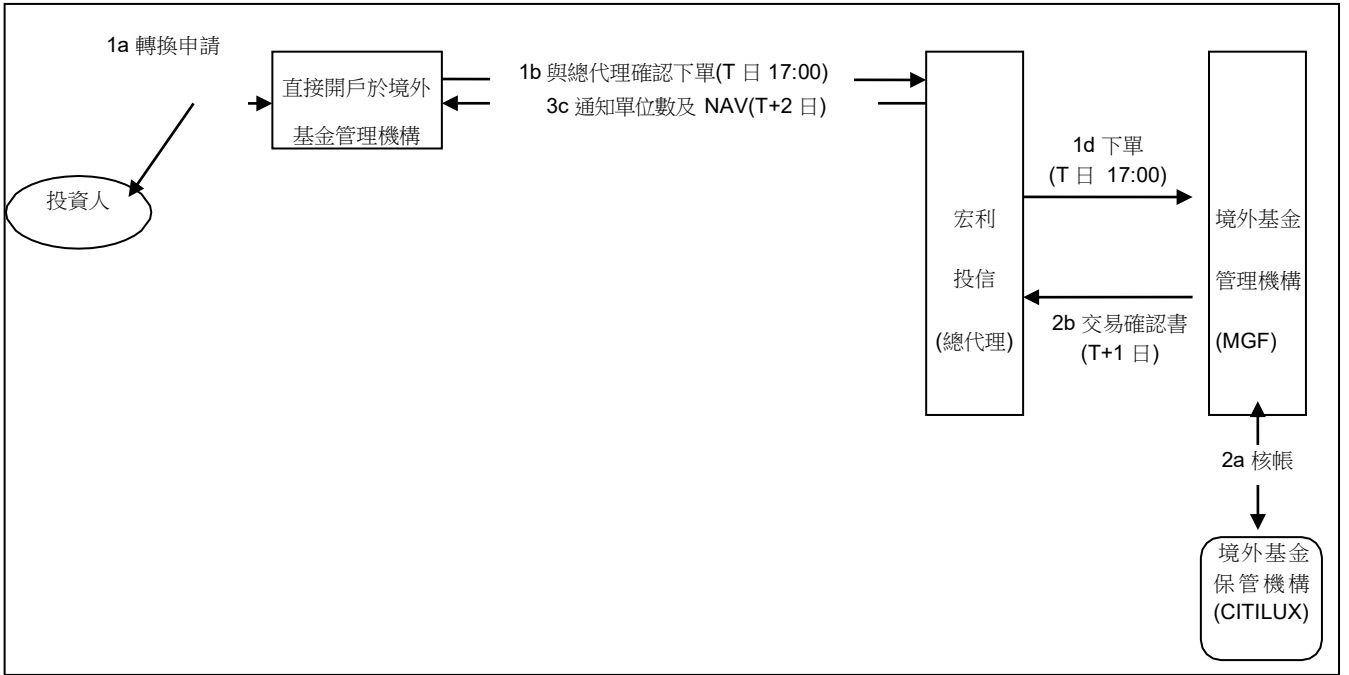 1a 轉換申請
直接開戶於境外
基金管理機構
1b 與總代理確認下單(T 日 17:00)
3c 通知單位數及 NAV(T+2 日)
投資人
1d 下單
(T 日 17:00)
宏利
投信
(總代理)
境外基金
管理機構
(MGF)
2b 交易確認書
(T+1 日)
2a 核帳
境外基金
保管機構
(CITILUX)